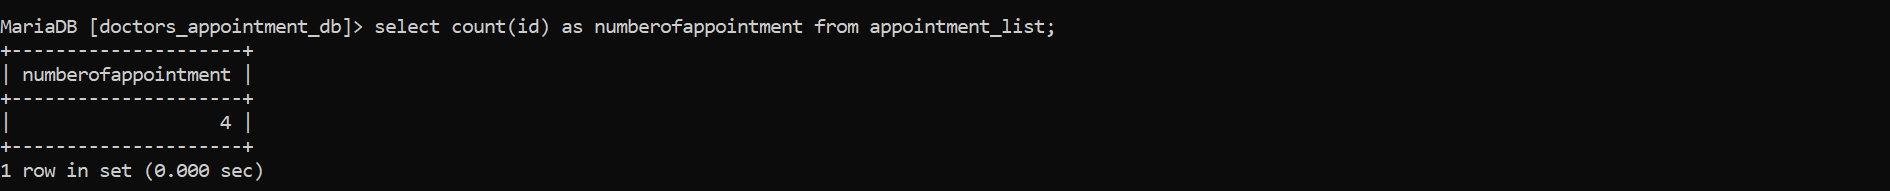 MariaDB [doctors_appointment_db]> select count(id) as numberofappointment from appointment_list;
+---------------------+
| numberofappointment |
+---------------------+
|                   4 |
+---------------------+
1 row in set (0.000 sec)